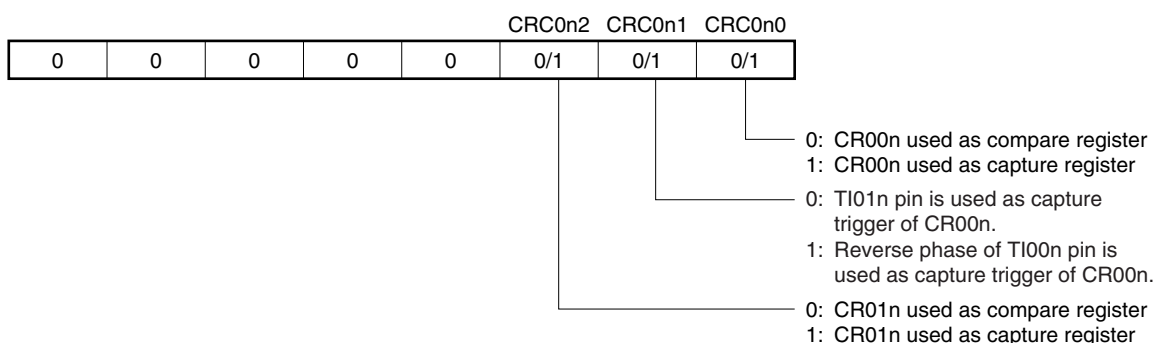 CRC0n2 CRC0n1 CRC0n0
0 0 0 0 0 0/1 0/1 0/1
0: CR00n used as compare register
1: CR00n used as capture register
0: TI01n pin is used as capture
trigger of CR00n.
1: Reverse phase of TI00n pin is
used as capture trigger of CR00n.
0: CR01n used as compare register
1: CR01n used as capture register